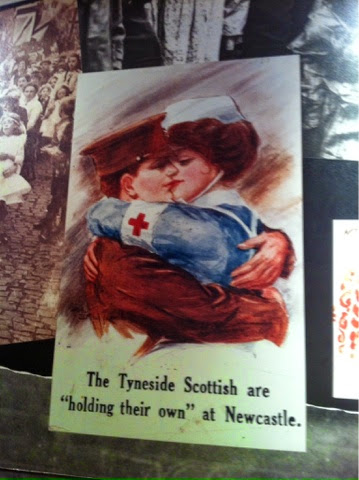 The Tyneside Scottish are
"holding their own" at Newcastle.